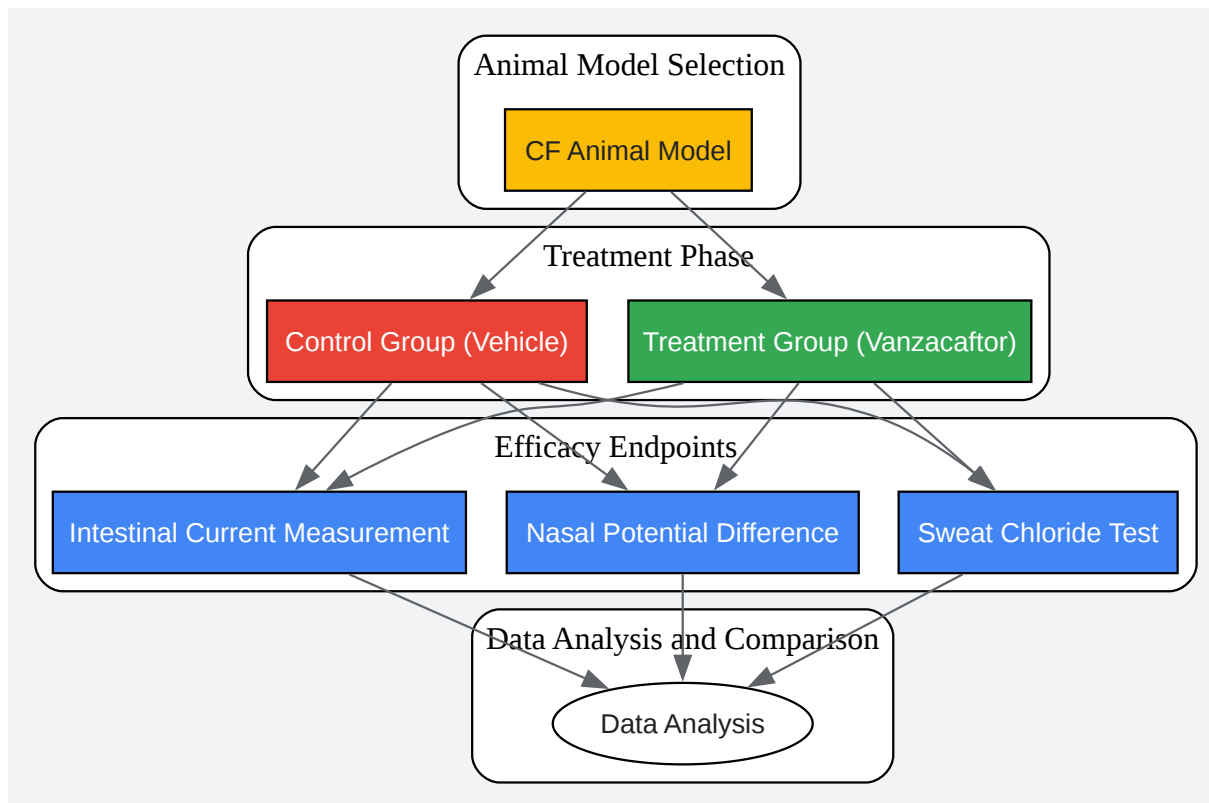 Animal Model Selection
CF Animal Model
Treatment Phase
Control Group (Vehicle)
Treatment Group (Vanzacaftor)
Efficacy Endpoints
Intestinal Current Measurement
Nasal Potential Difference
Sweat Chloride Test
Data Analysis and Comparison
Data Analysis